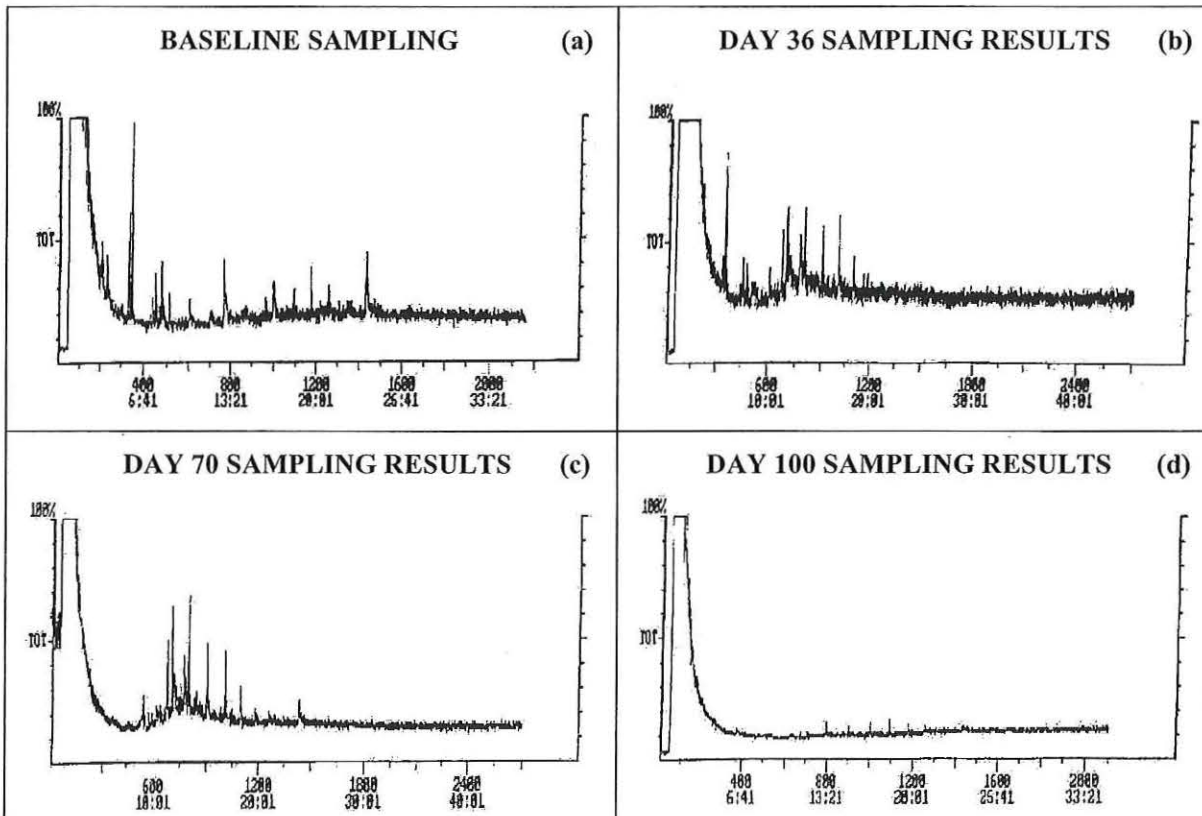 BASELINE SAMPLING (a)
100%
TOT
400 800 1200 1600 2000
6:41 13:21 20:01 26:41 33:21
DAY 36 SAMPLING RESULTS (b)
100%
TOT
600 1200 1800 2400
10:01 20:01 30:01 40:01
DAY 70 SAMPLING RESULTS (c)
100%
TOT
600 1200 1800 2400
10:01 20:01 30:01 40:01
DAY 100 SAMPLING RESULTS (d)
100%
TOT
400 800 1200 1600 2000
6:41 13:21 20:01 26:41 33:21